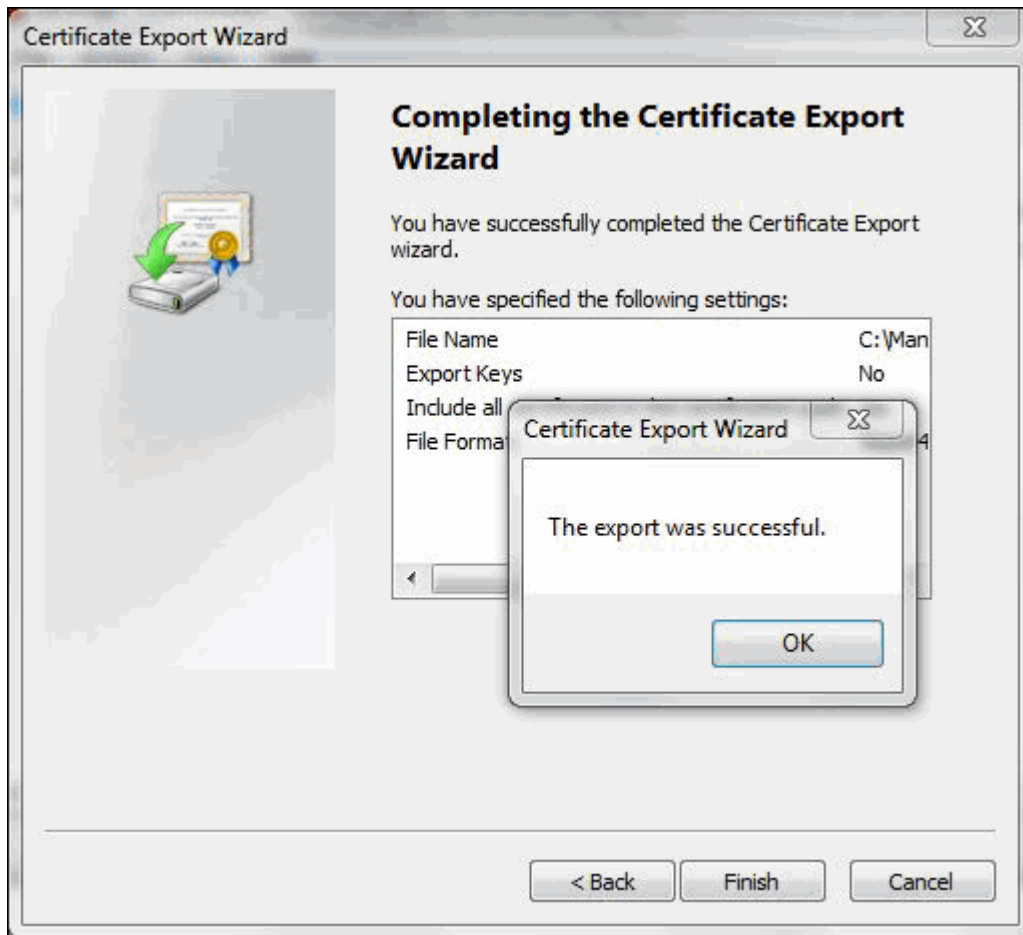 Certificate Export Wizard
Completing the Certificate Export
Wizard
You have successfully completed the Certificate Export
wizard.
You have specified the following settings:
File Name C:\Man
Export Keys No
Include all
File Forma 4
Certificate Export Wizard
The export was successful.
OK
< Back Finish Cancel